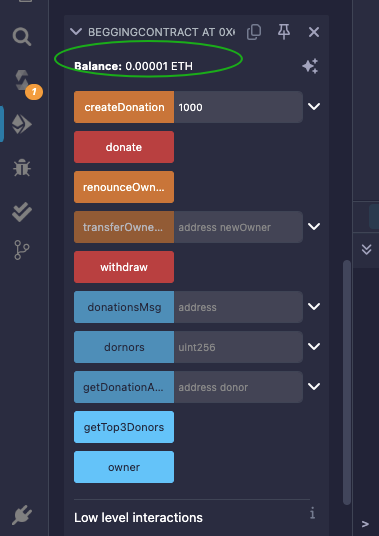 BEGGINGCONTRACT AT 0X
Balance: 0.00001 ETH
1
createDonation 1000
donate
renounceOwn...
transferOwne... address newOwner
withdraw
donationsMsg address
dornors uint256
getDonationA... address donor
getTop3Donors
owner
Low level interactions i
>